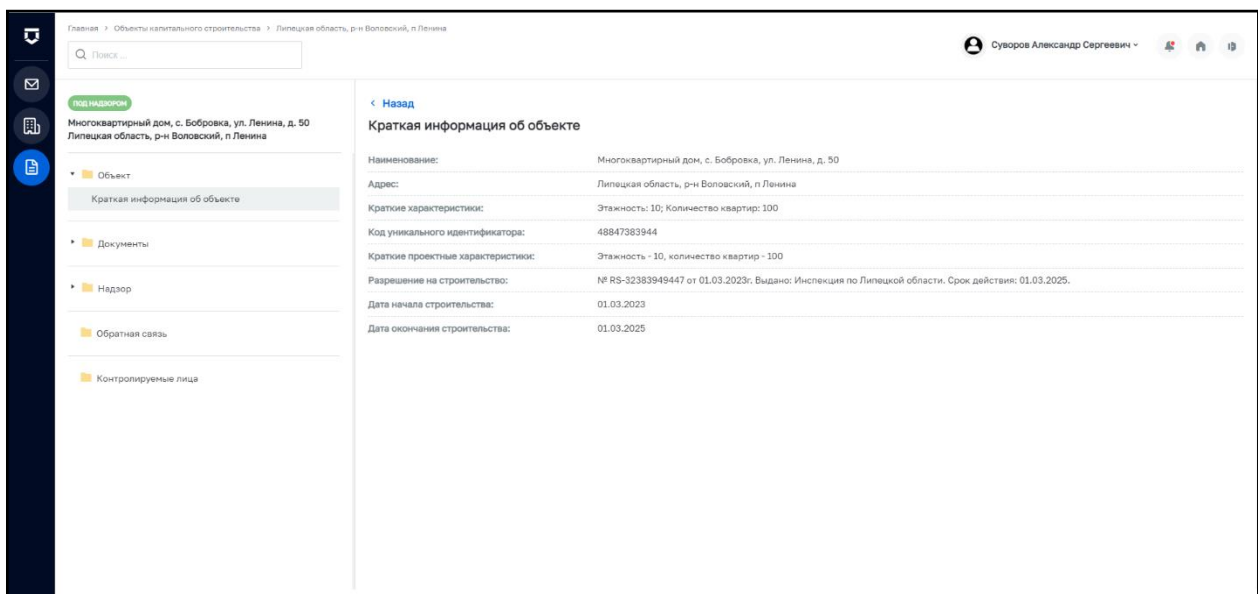 Главная > Объекты капитального строительства > Липецкая область, р-н Воловский, п Ленина
Поиск ...
Суворов Александр Сергеевич
ПОД НАДЗОРОМ
Многоквартирный дом, с. Бобровка, ул. Ленина, д. 50
Липецкая область, р-н Воловский, п Ленина
Объект
Краткая информация об объекте
Документы
Надзор
Обратная связь
Контролируемые лица
< Назад
Краткая информация об объекте
Наименование: Многоквартирный дом, с. Бобровка, ул. Ленина, д. 50
Адрес: Липецкая область, р-н Воловский, п Ленина
Краткие характеристики: Этажность: 10; Количество квартир: 100
Код уникального идентификатора: 48847383944
Краткие проектные характеристики: Этажность - 10, количество квартир - 100
Разрешение на строительство: № RS-32383949447 от 01.03.2023г. Выдано: Инспекция по Липецкой области. Срок действия: 01.03.2025.
Дата начала строительства: 01.03.2023
Дата окончания строительства: 01.03.2025